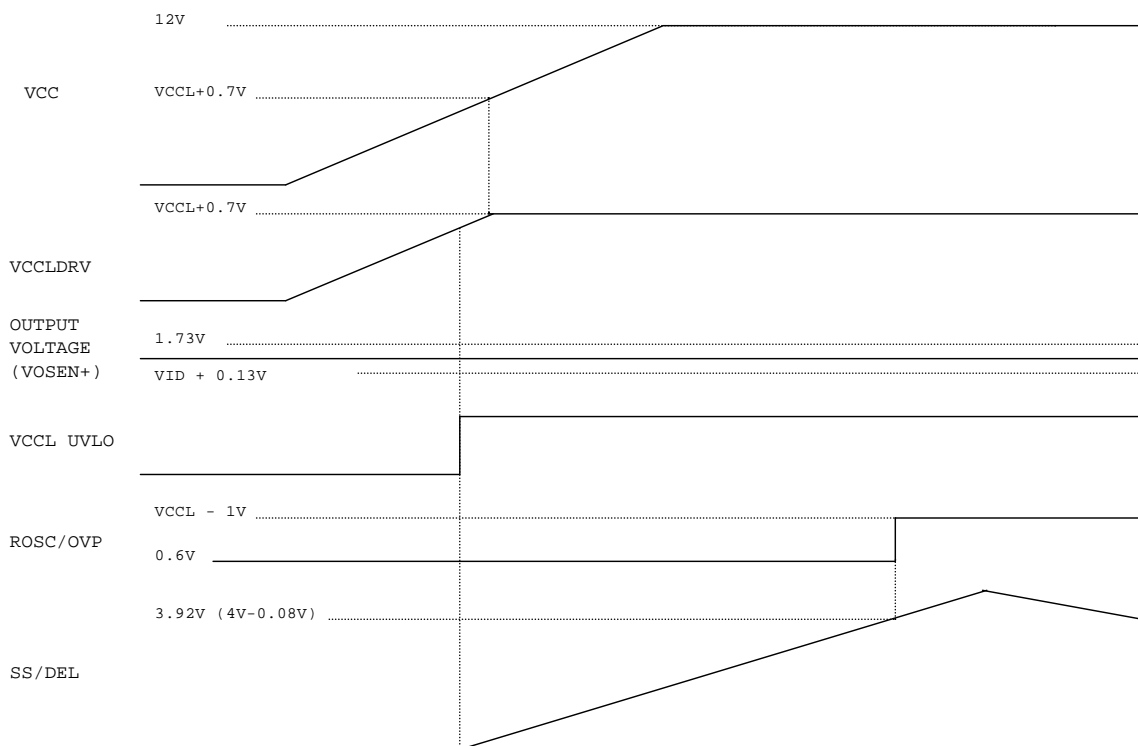 12V
VCC
VCCL+0.7V
VCCL+0.7V
VCCLDRV
OUTPUT
VOLTAGE
(VOSEN+)
1.73V
VID + 0.13V
VCCL UVLO
VCCL - 1V
ROSC/OVP
0.6V
3.92V (4V-0.08V)
SS/DEL